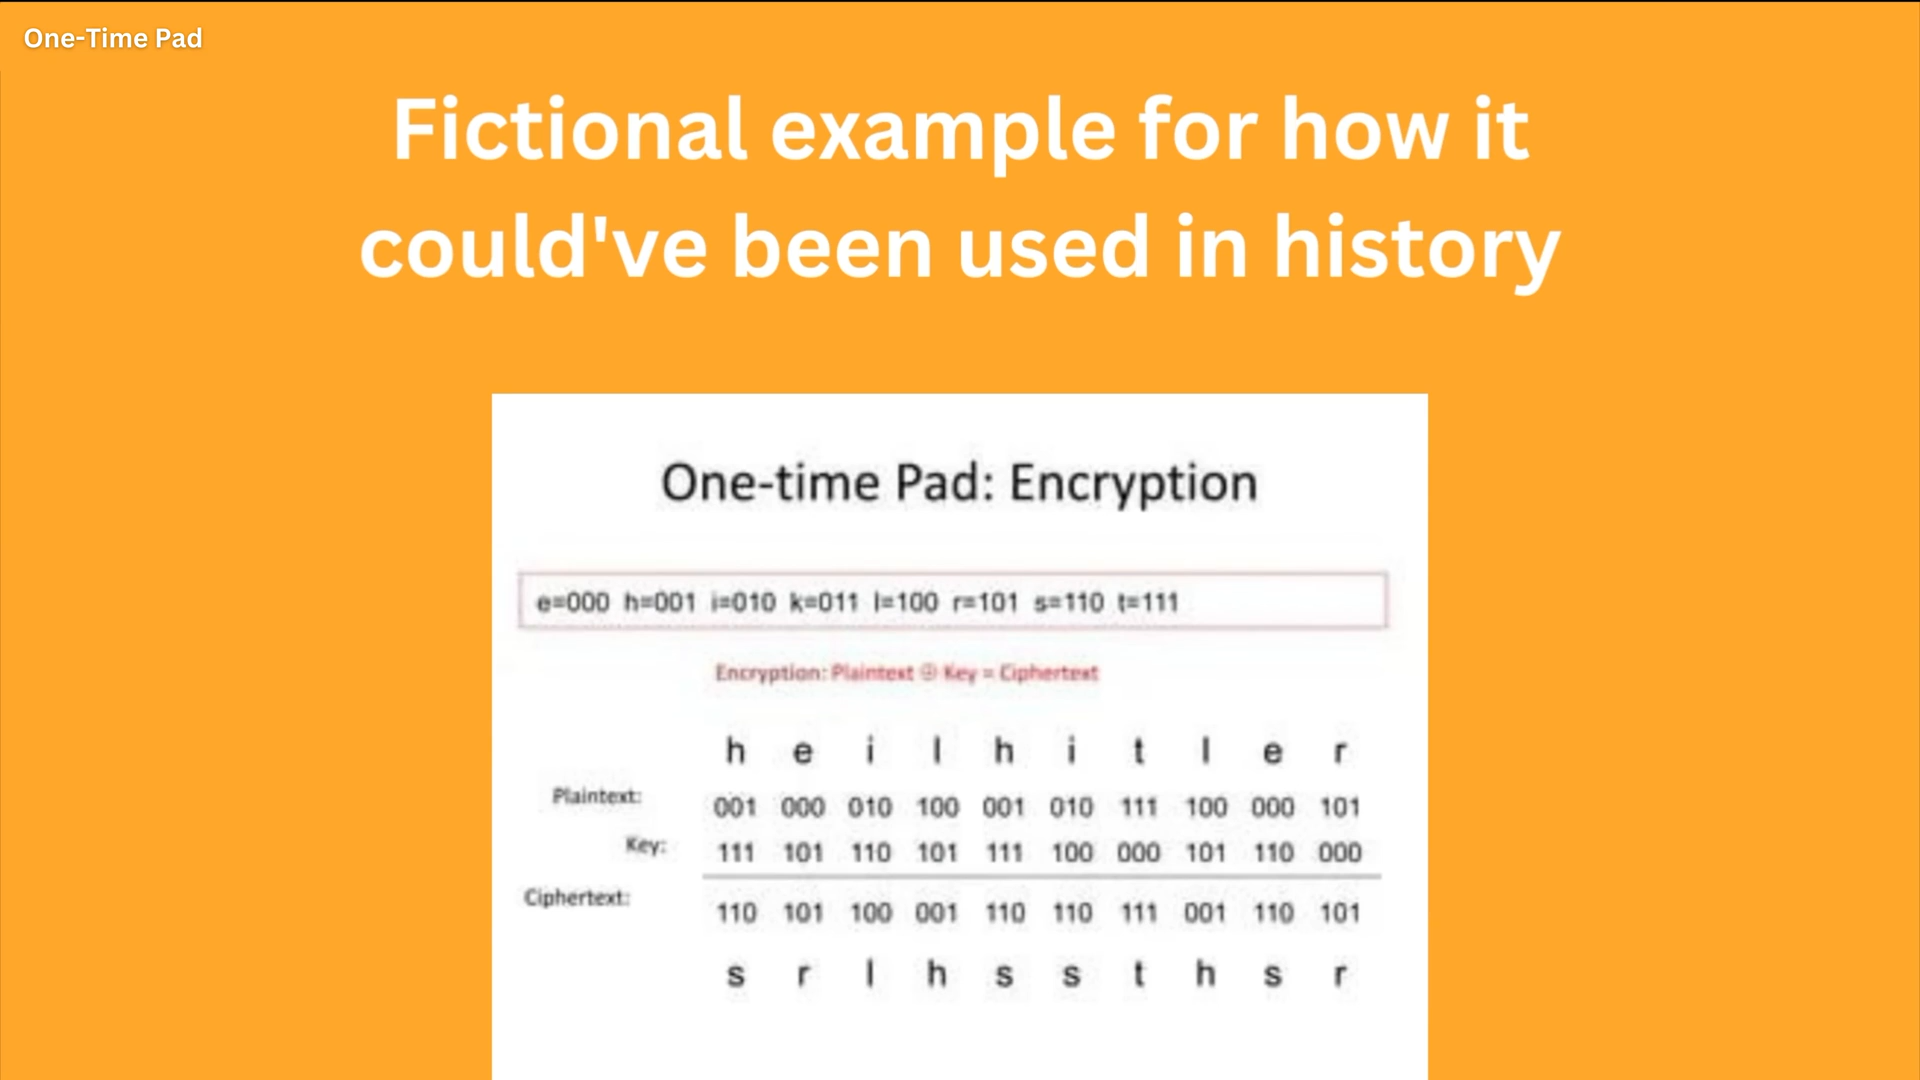 One-Time Pad
Fictional example for how it
could've been used in history
One-time Pad: Encryption
e=000 h=001 i=010 k=011 l=100 r=101 s=110 t=111
Encryption: Plaintext ⊕ Key = Ciphertext
h e i l h i t l e r
Plaintext: 001 000 010 100 001 010 111 100 000 101
Key: 111 101 110 101 111 100 000 101 110 000
Ciphertext: 110 101 100 001 110 110 111 001 110 101
s r l h s s t h s r